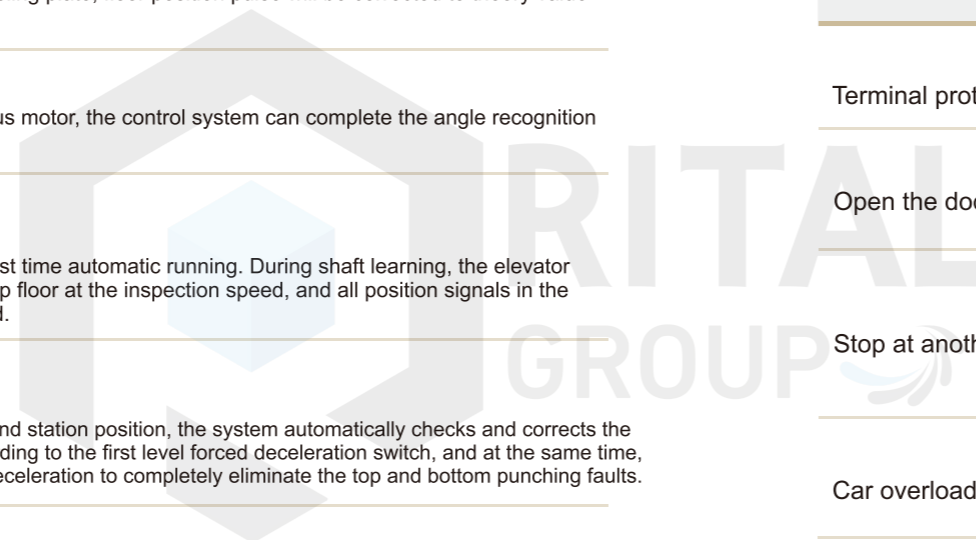 us motor, the control system can complete the angle recognition
st time automatic running. During shaft learning, the elevator
p floor at the inspection speed, and all position signals in the
d.
nd station position, the system automatically checks and corrects the
ding to the first level forced deceleration switch, and at the same time,
eceleration to completely eliminate the top and bottom punching faults.
Terminal prot
Open the doo
Stop at anoth
Car overload
RITAL
GROUP